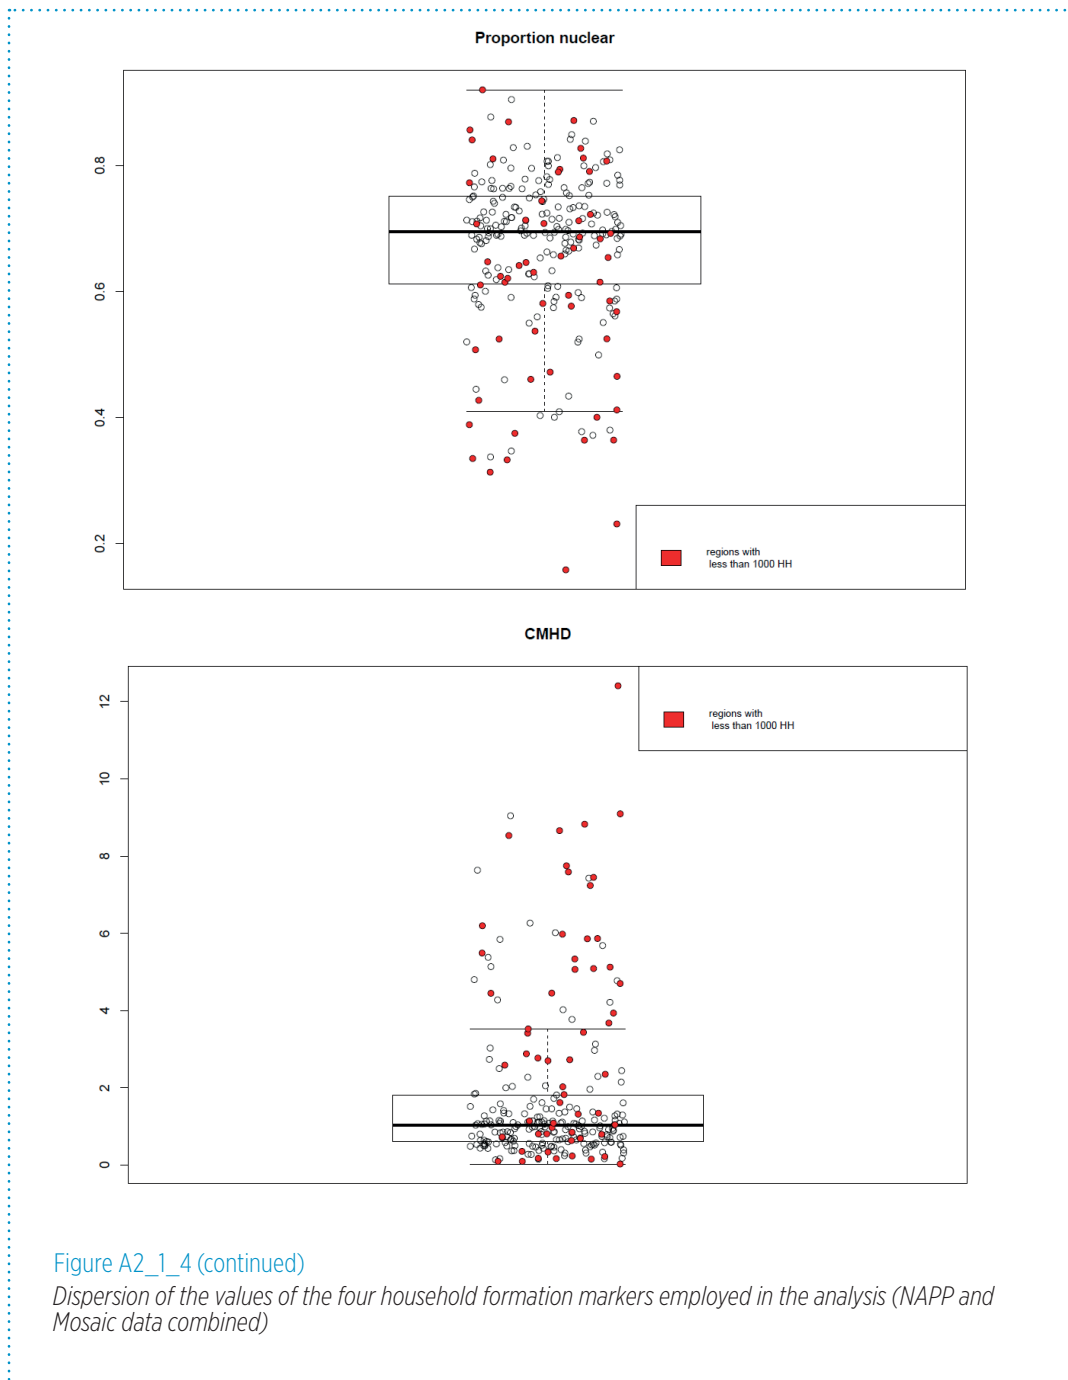 Proportion nuclear
0.8
0.6
0.4
0.2
regions with
less than 1000 HH
CMHD
12
10
8
6
4
2
0
regions with
less than 1000 HH
Figure A2_1_4 (continued)
Dispersion of the values of the four household formation markers employed in the analysis (NAPP and
Mosaic data combined)